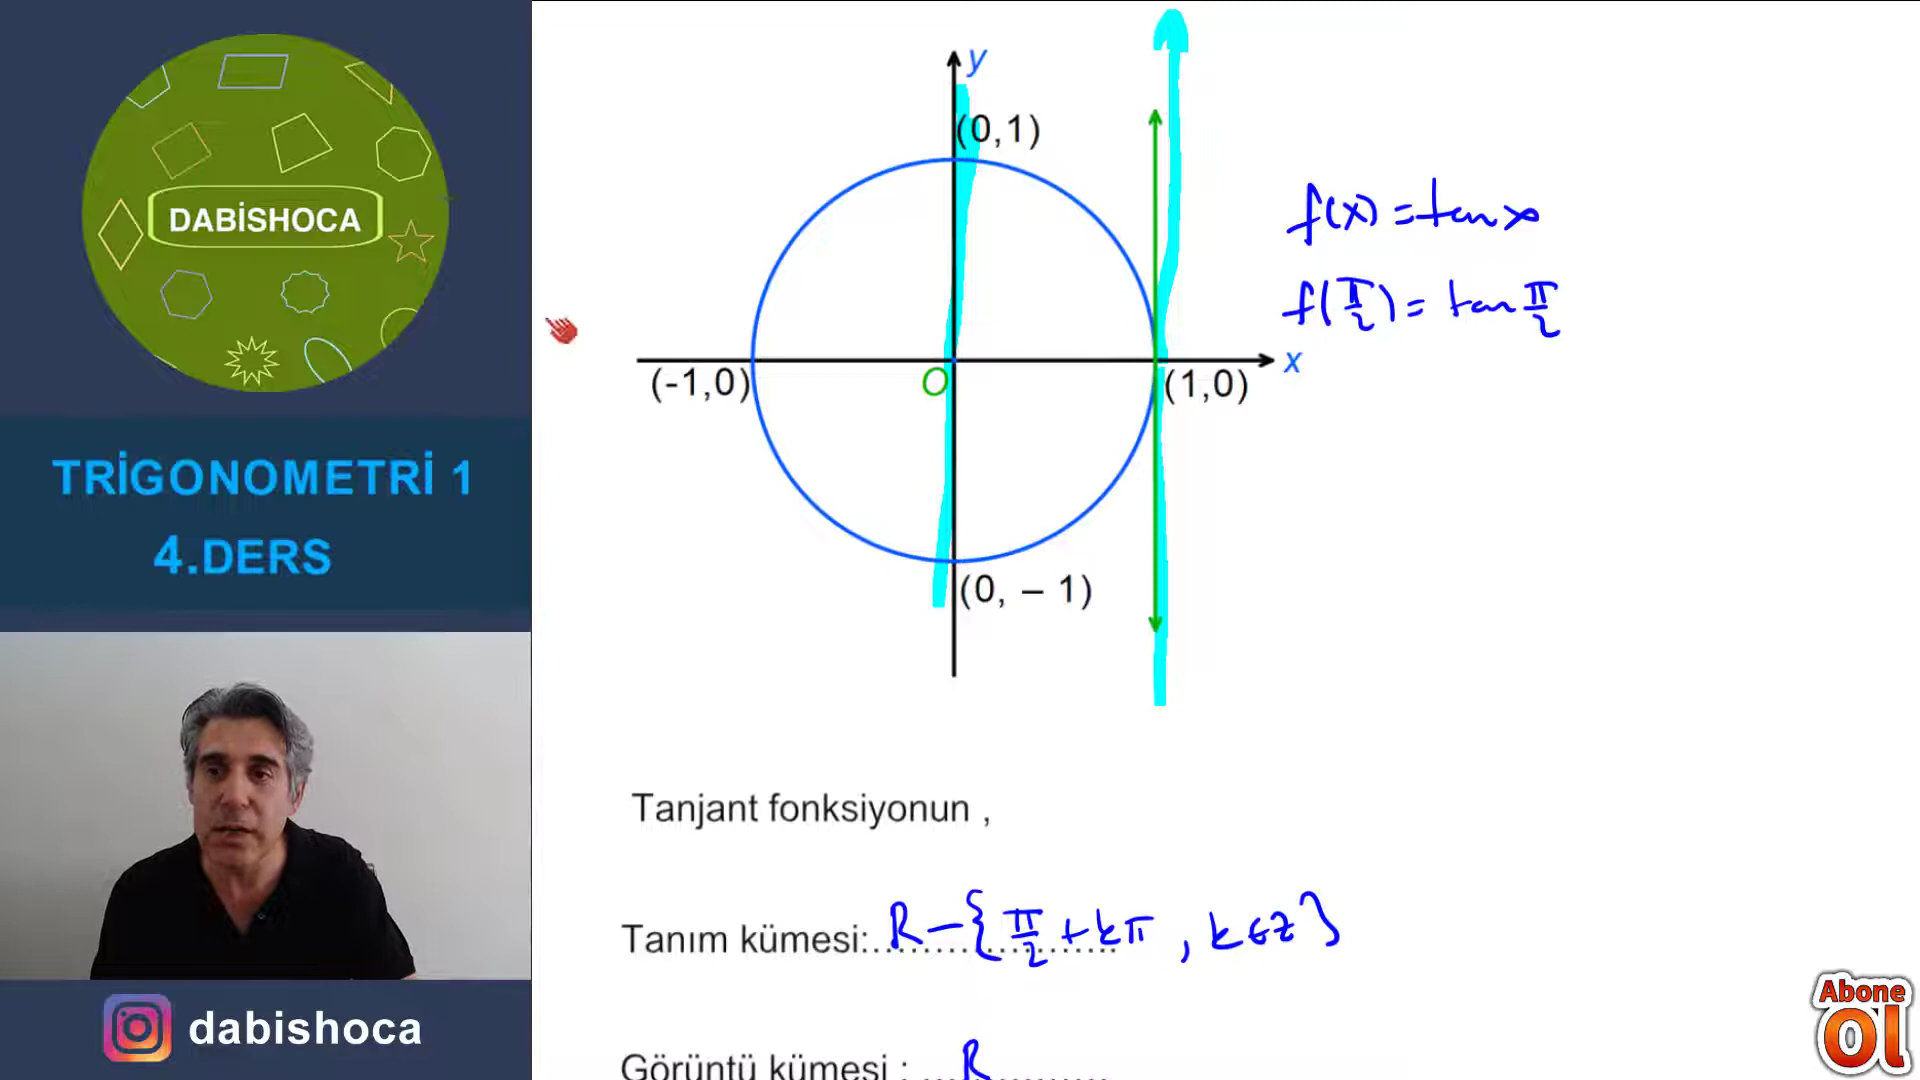 DABİSHOCA
TRİGONOMETRİ 1
4.DERS
dabishoca
y
(0,1)
(-1,0)
O
(1,0)
x
(0, – 1)
f(x) = tan x
f(π/2) = tan π/2
Tanjant fonksiyonun ,
Tanım kümesi:..................... R – { π/2 + kπ , k ∈ Z }
Görüntü kümesi : .... R ..........
Abone
Ol